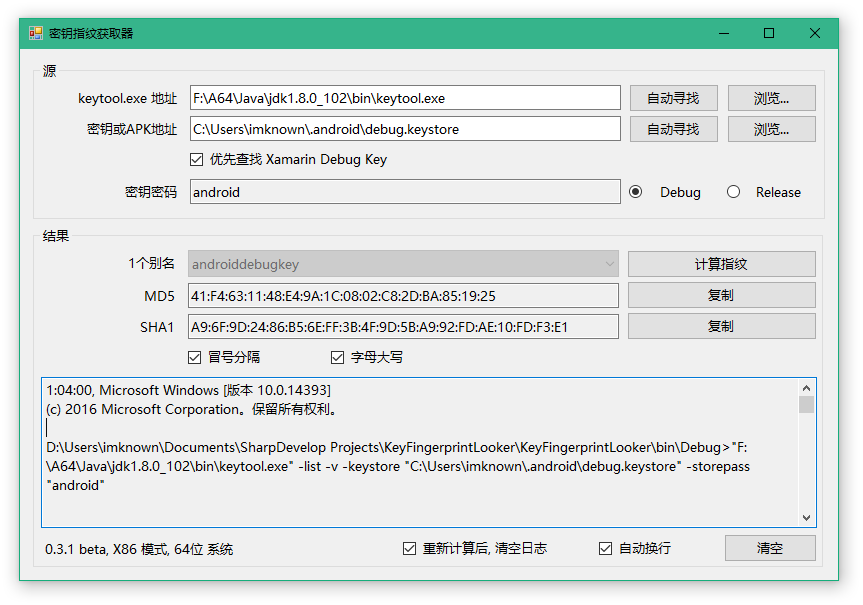 密钥指纹获取器
源
keytool.exe 地址 F:\A64\Java\jdk1.8.0_102\bin\keytool.exe 自动寻找 浏览...
密钥或APK地址 C:\Users\imknown\.android\debug.keystore 自动寻找 浏览...
优先查找 Xamarin Debug Key
密钥密码 android Debug Release
结果
1个别名 androiddebugkey 计算指纹
MD5 41:F4:63:11:48:E4:9A:1C:08:02:C8:2D:BA:85:19:25 复制
SHA1 A9:6F:9D:24:86:B5:6E:FF:3B:4F:9D:5B:A9:92:FD:AE:10:FD:F3:E1 复制
冒号分隔 字母大写
1:04:00, Microsoft Windows [版本 10.0.14393]
(c) 2016 Microsoft Corporation。保留所有权利。
D:\Users\imknown\Documents\SharpDevelop Projects\KeyFingerprintLooker\KeyFingerprintLooker\bin\Debug>"F:
\A64\Java\jdk1.8.0_102\bin\keytool.exe" -list -v -keystore "C:\Users\imknown\.android\debug.keystore" -storepass
"android"
0.3.1 beta, X86 模式, 64位 系统 重新计算后, 清空日志 自动换行 清空